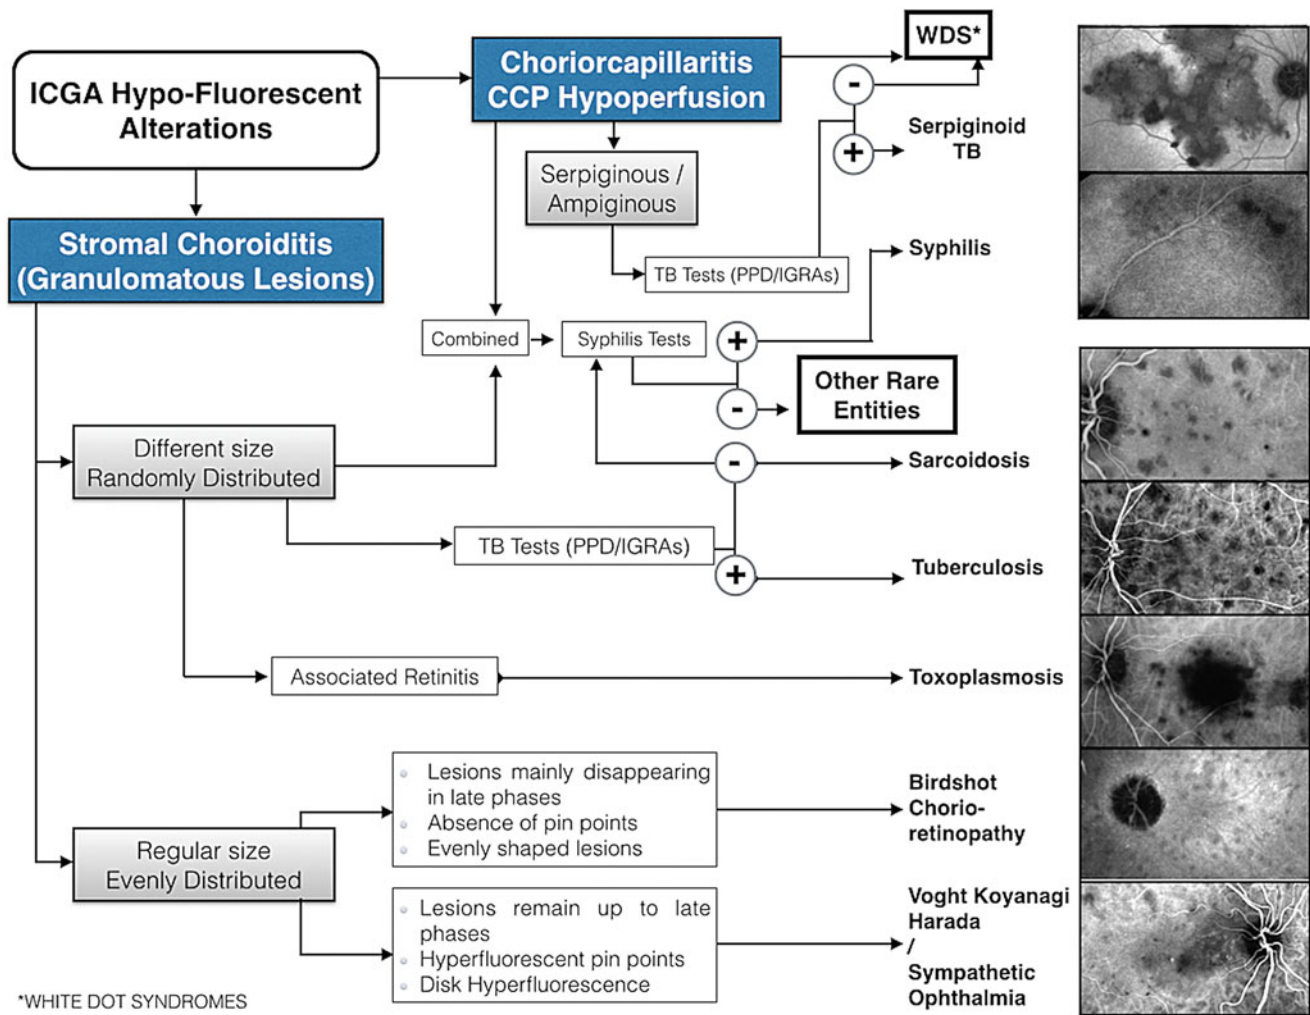 ICGA Hypo-Fluorescent
Alterations
Choriorcapillaritis
CCP Hypoperfusion
WDS*
-
+
Serpiginoid
TB
Serpiginous /
Ampiginous
TB Tests (PPD/IGRAs)
Stromal Choroiditis
(Granulomatous Lesions)
Syphilis
Combined
Syphilis Tests
+
-
Other Rare
Entities
Different size
Randomly Distributed
-
Sarcoidosis
TB Tests (PPD/IGRAs)
+
Tuberculosis
Associated Retinitis
Toxoplasmosis
Regular size
Evenly Distributed
Lesions mainly disappearing
in late phases
Absence of pin points
Evenly shaped lesions
Birdshot
Chorio-
retinopathy
Lesions remain up to late
phases
Hyperfluorescent pin points
Disk Hyperfluorescence
Voght Koyanagi
Harada
/
Sympathetic
Ophthalmia
*WHITE DOT SYNDROMES